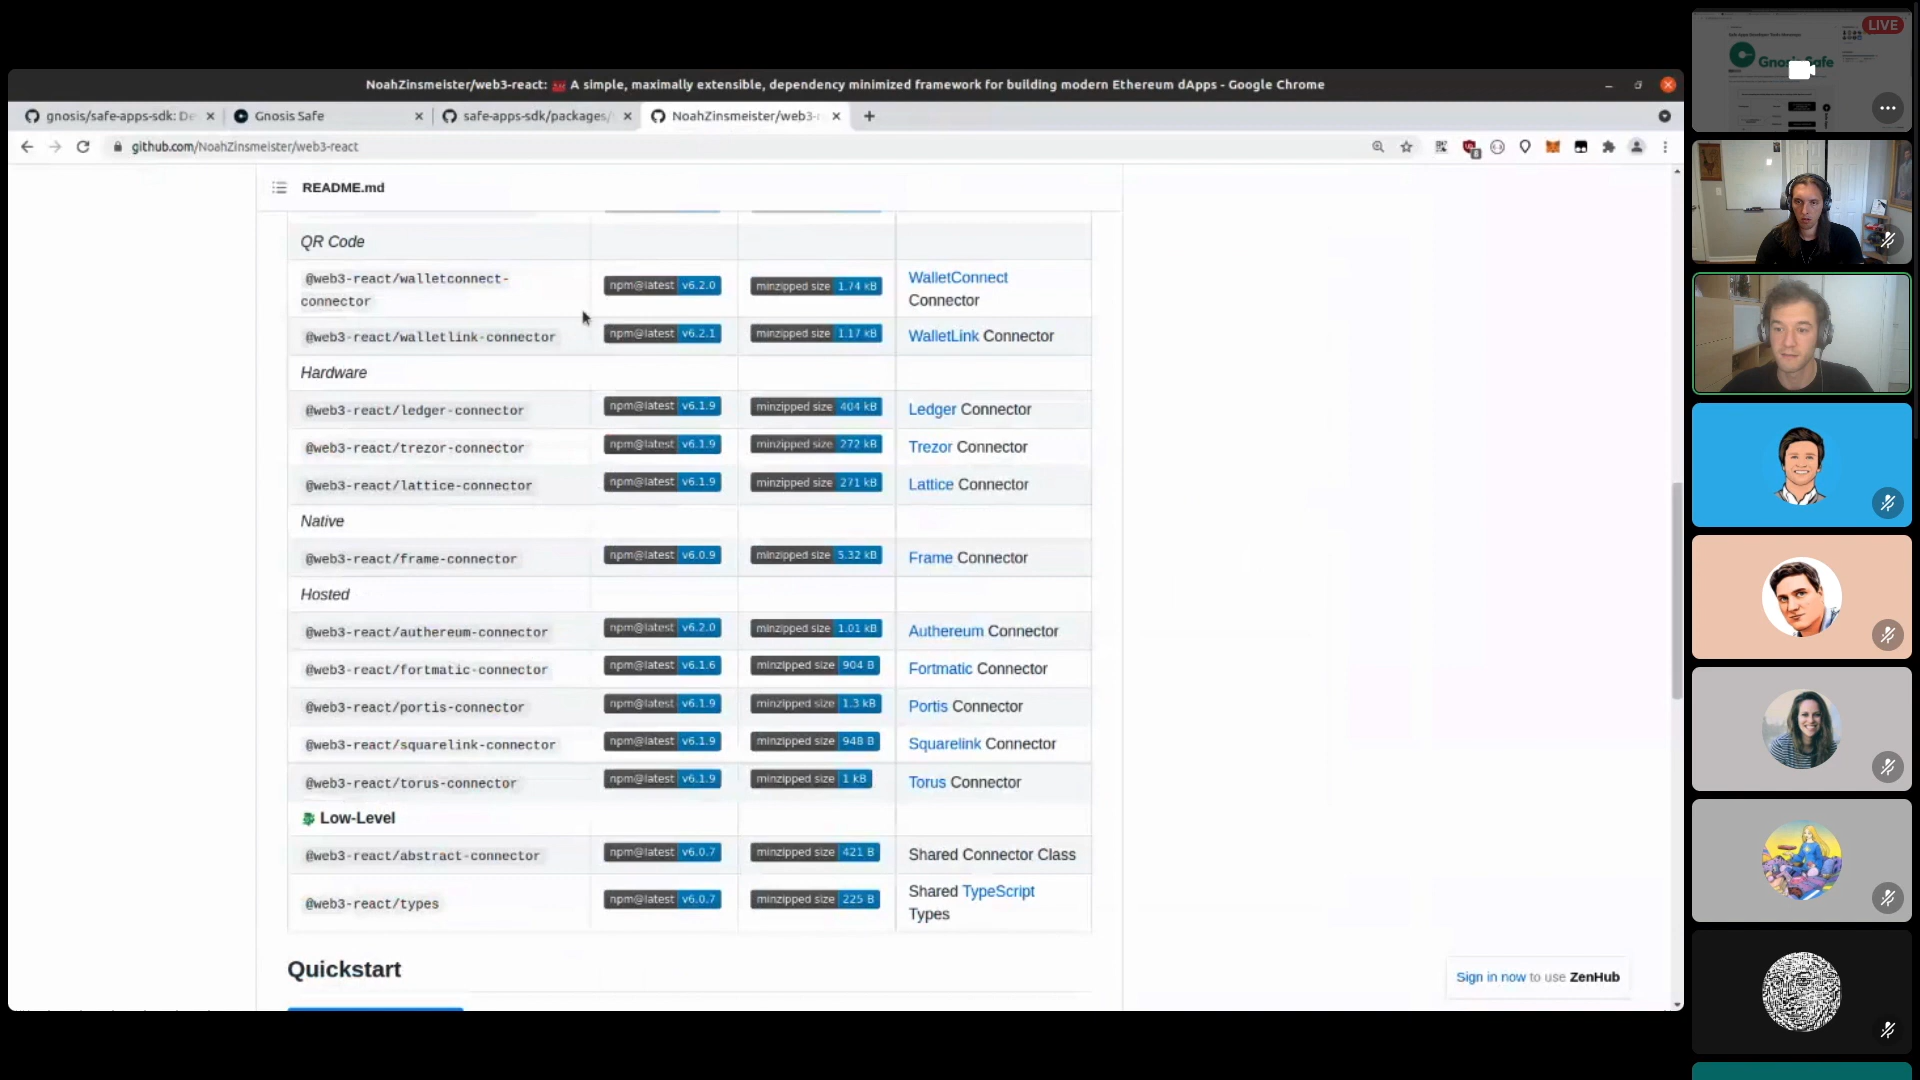 NoahZinsmeister/web3-react: A simple, maximally extensible, dependency minimized framework for building modern Ethereum dApps - Google Chrome
gnosis/safe-apps-sdk: De
Gnosis Safe
safe-apps-sdk/packages/
NoahZinsmeister/web3-
github.com/NoahZinsmeister/web3-react
README.md
QR Code
@web3-react/walletconnect-
connector
npm@latest v6.2.0
minzipped size 1.74 kB
WalletConnect
Connector
@web3-react/walletlink-connector
npm@latest v6.2.1
minzipped size 1.17 kB
WalletLink Connector
Hardware
@web3-react/ledger-connector
npm@latest v6.1.9
minzipped size 404 kB
Ledger Connector
@web3-react/trezor-connector
npm@latest v6.1.9
minzipped size 272 kB
Trezor Connector
@web3-react/lattice-connector
npm@latest v6.1.9
minzipped size 271 kB
Lattice Connector
Native
@web3-react/frame-connector
npm@latest v6.0.9
minzipped size 5.32 kB
Frame Connector
Hosted
@web3-react/authereum-connector
npm@latest v6.2.0
minzipped size 1.01 kB
Authereum Connector
@web3-react/fortmatic-connector
npm@latest v6.1.6
minzipped size 904 B
Fortmatic Connector
@web3-react/portis-connector
npm@latest v6.1.9
minzipped size 1.3 kB
Portis Connector
@web3-react/squarelink-connector
npm@latest v6.1.9
minzipped size 948 B
Squarelink Connector
@web3-react/torus-connector
npm@latest v6.1.9
minzipped size 1 kB
Torus Connector
Low-Level
@web3-react/abstract-connector
npm@latest v6.0.7
minzipped size 421 B
Shared Connector Class
@web3-react/types
npm@latest v6.0.7
minzipped size 225 B
Shared TypeScript
Types
Quickstart
Sign in now to use ZenHub
LIVE
Gnosis Safe